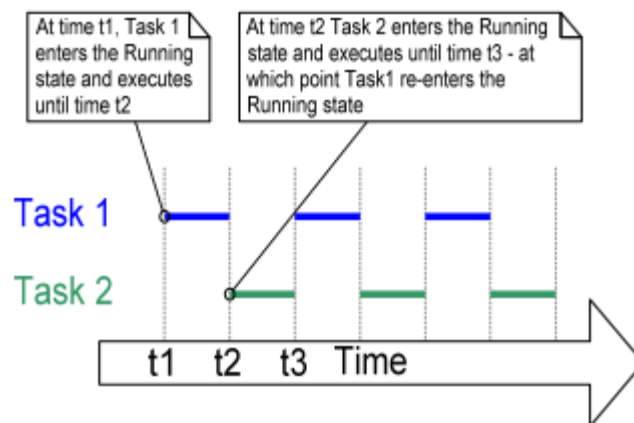 At time t1, Task 1
enters the Running
state and executes
until time t2
At time t2 Task 2 enters the Running
state and executes until time t3 - at
which point Task1 re-enters the
Running state
Task 1
Task 2
t1 t2 t3 Time